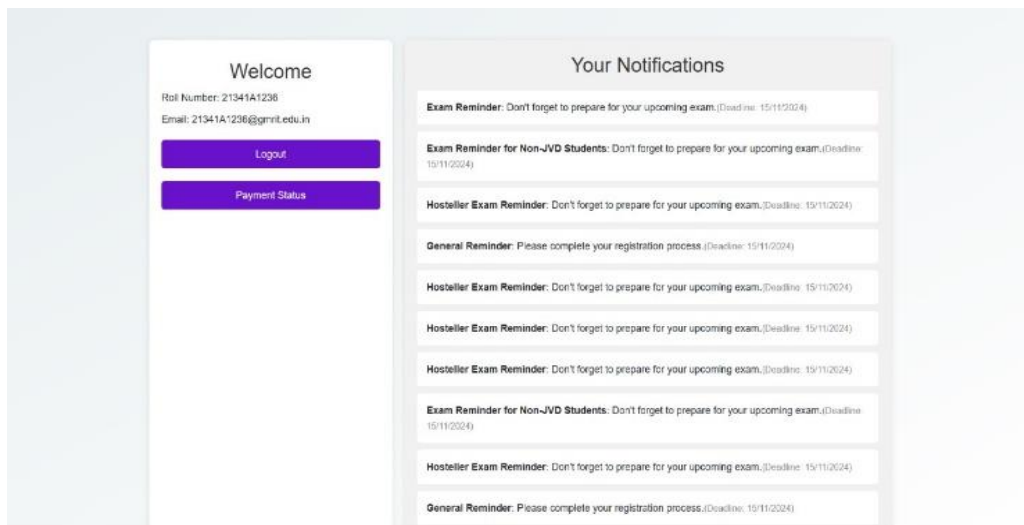 Welcome
Roll Number: 21341A1236
Email: 21341A1236@gmrit.edu.in
Logout
Payment Status
Your Notifications
Exam Reminder: Don't forget to prepare for your upcoming exam.(Deadline: 15/11/2024)
Exam Reminder for Non-JVD Students: Don't forget to prepare for your upcoming exam.(Deadline:
15/11/2024)
Hosteller Exam Reminder: Don't forget to prepare for your upcoming exam.(Deadline: 15/11/2024)
General Reminder: Please complete your registration process.(Deadline: 15/11/2024)
Hosteller Exam Reminder: Don't forget to prepare for your upcoming exam.(Deadline: 15/11/2024)
Hosteller Exam Reminder: Don't forget to prepare for your upcoming exam.(Deadline: 15/11/2024)
Hosteller Exam Reminder: Don't forget to prepare for your upcoming exam.(Deadline: 15/11/2024)
Exam Reminder for Non-JVD Students: Don't forget to prepare for your upcoming exam.(Deadline:
15/11/2024)
Hosteller Exam Reminder: Don't forget to prepare for your upcoming exam.(Deadline: 15/11/2024)
General Reminder: Please complete your registration process.(Deadline: 15/11/2024)